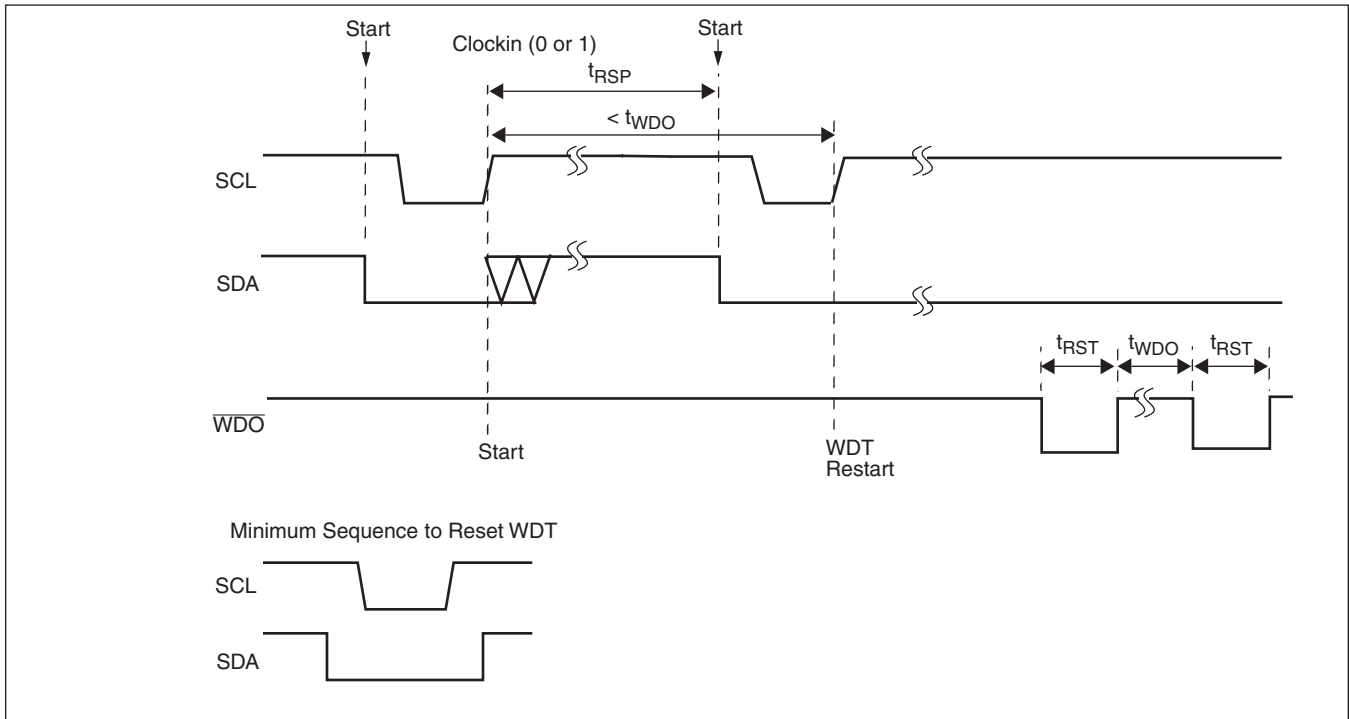 Start
Start
Clockin (0 or 1)
tRSP
< tWDO
SCL
SDA
tRST
tWDO
tRST
WDO
Start
WDT
Restart
Minimum Sequence to Reset WDT
SCL
SDA